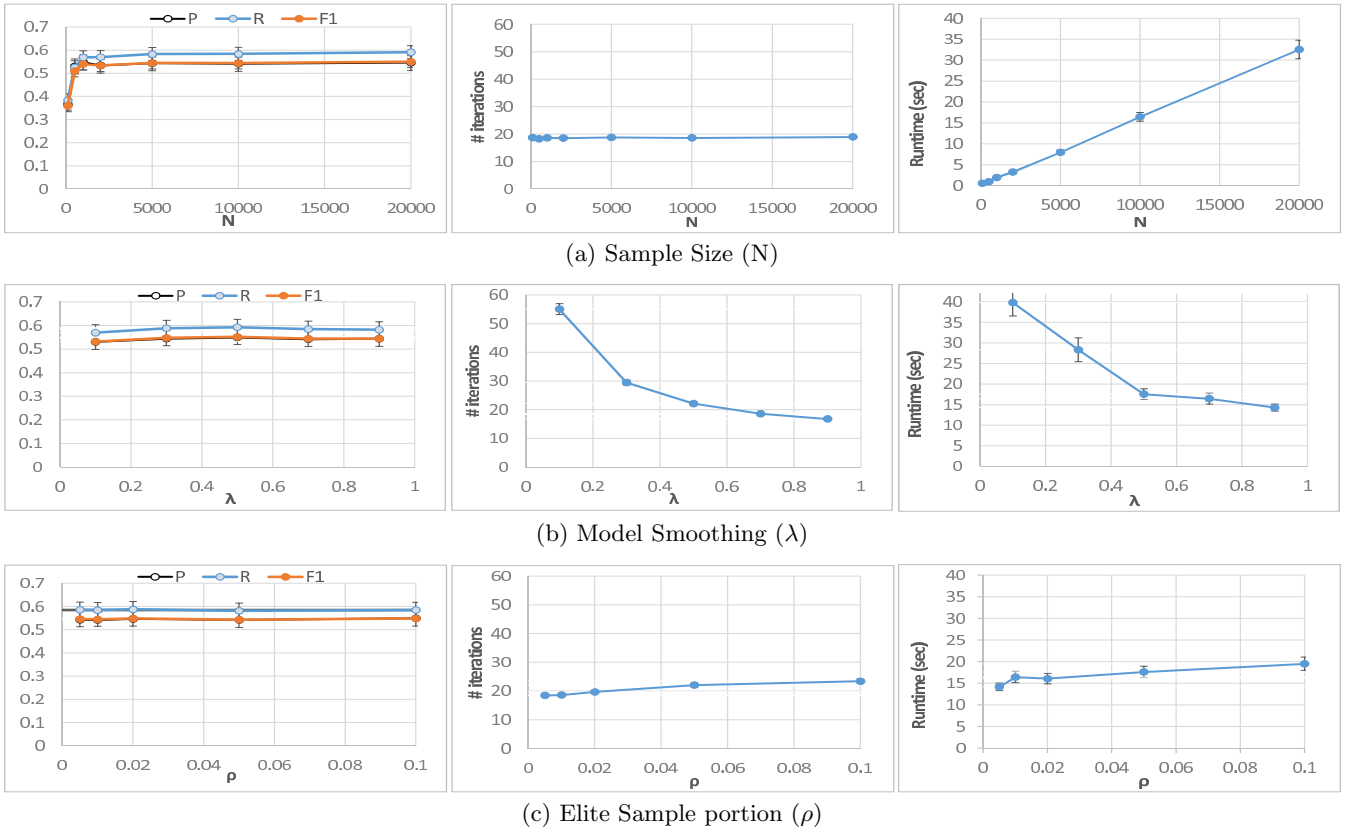 P R F1
0.7
0.6
0.5
0.4
0.3
0.2
0.1
0
0 5000 10000 15000 20000
N
# iterations
60
50
40
30
20
10
0
0 5000 10000 15000 20000
N
Runtime (sec)
40
35
30
25
20
15
10
5
0
0 5000 10000 15000 20000
N
(a) Sample Size (N)
P R F1
0.7
0.6
0.5
0.4
0.3
0.2
0.1
0
0 0.2 0.4 0.6 0.8 1
λ
# iterations
60
50
40
30
20
10
0
0 0.2 0.4 0.6 0.8 1
λ
Runtime (sec)
40
35
30
25
20
15
10
5
0
0 0.2 0.4 0.6 0.8 1
λ
(b) Model Smoothing (λ)
P R F1
0.7
0.6
0.5
0.4
0.3
0.2
0.1
0
0 0.02 0.04 0.06 0.08 0.1
ρ
# iterations
60
50
40
30
20
10
0
0 0.02 0.04 0.06 0.08 0.1
ρ
Runtime (sec)
40
35
30
25
20
15
10
5
0
0 0.02 0.04 0.06 0.08 0.1
ρ
(c) Elite Sample portion (ρ)